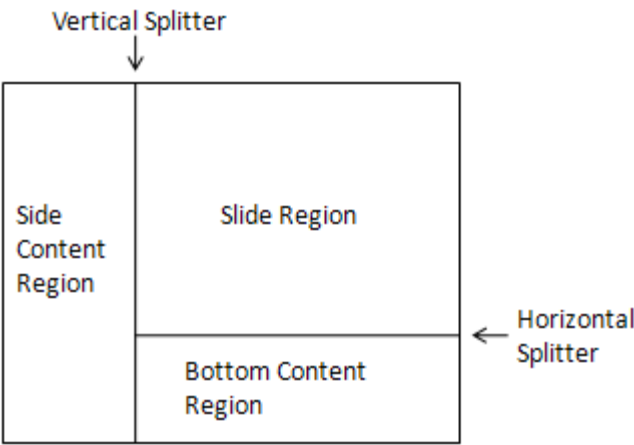 Vertical Splitter
Side
Content
Region
Slide Region
Horizontal
Splitter
Bottom Content
Region